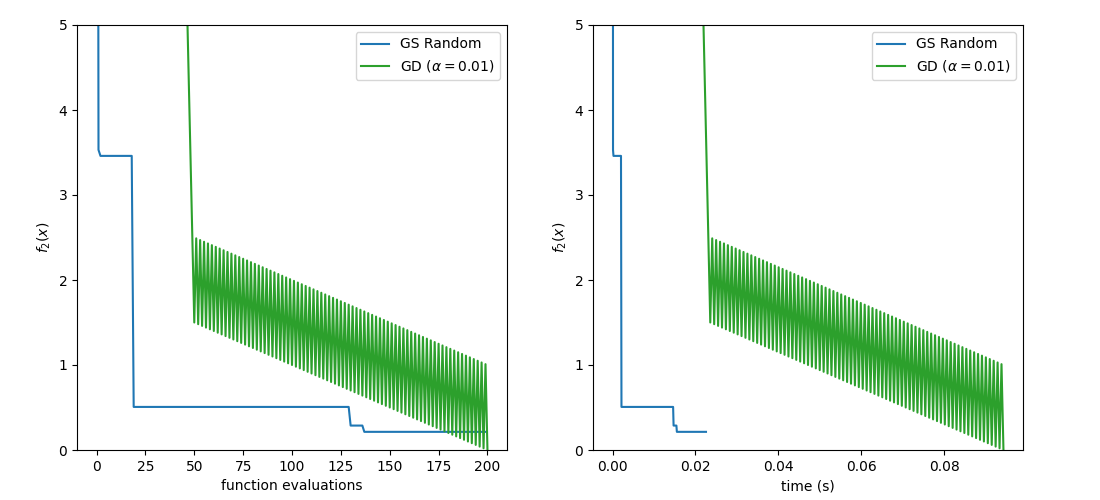 5
4
3
2
1
0
f₂(x)
GS Random
GD (α = 0.01)
0 25 50 75 100 125 150 175 200
function evaluations
5
4
3
2
1
0
f₂(x)
GS Random
GD (α = 0.01)
0.00 0.02 0.04 0.06 0.08
time (s)